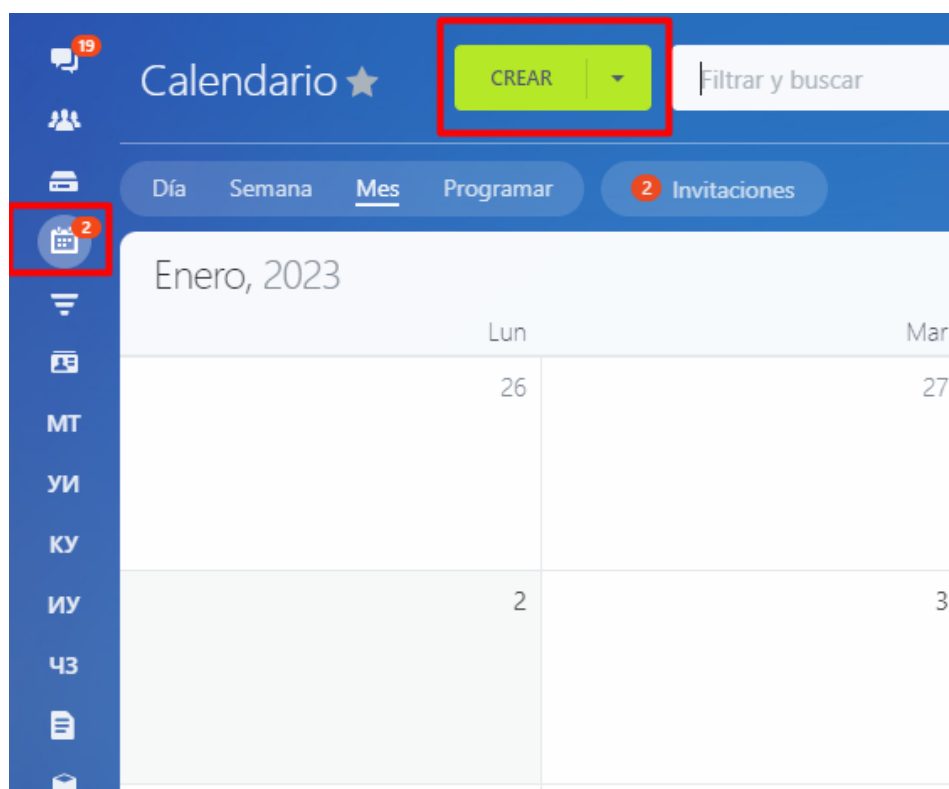 19
Calendario
CREAR
Filtrar y buscar
Día Semana Mes Programar 2 Invitaciones
2
Enero, 2023
Lun Mar
26 27
МТ
УИ
КУ
ИУ
2 3
ЧЗ